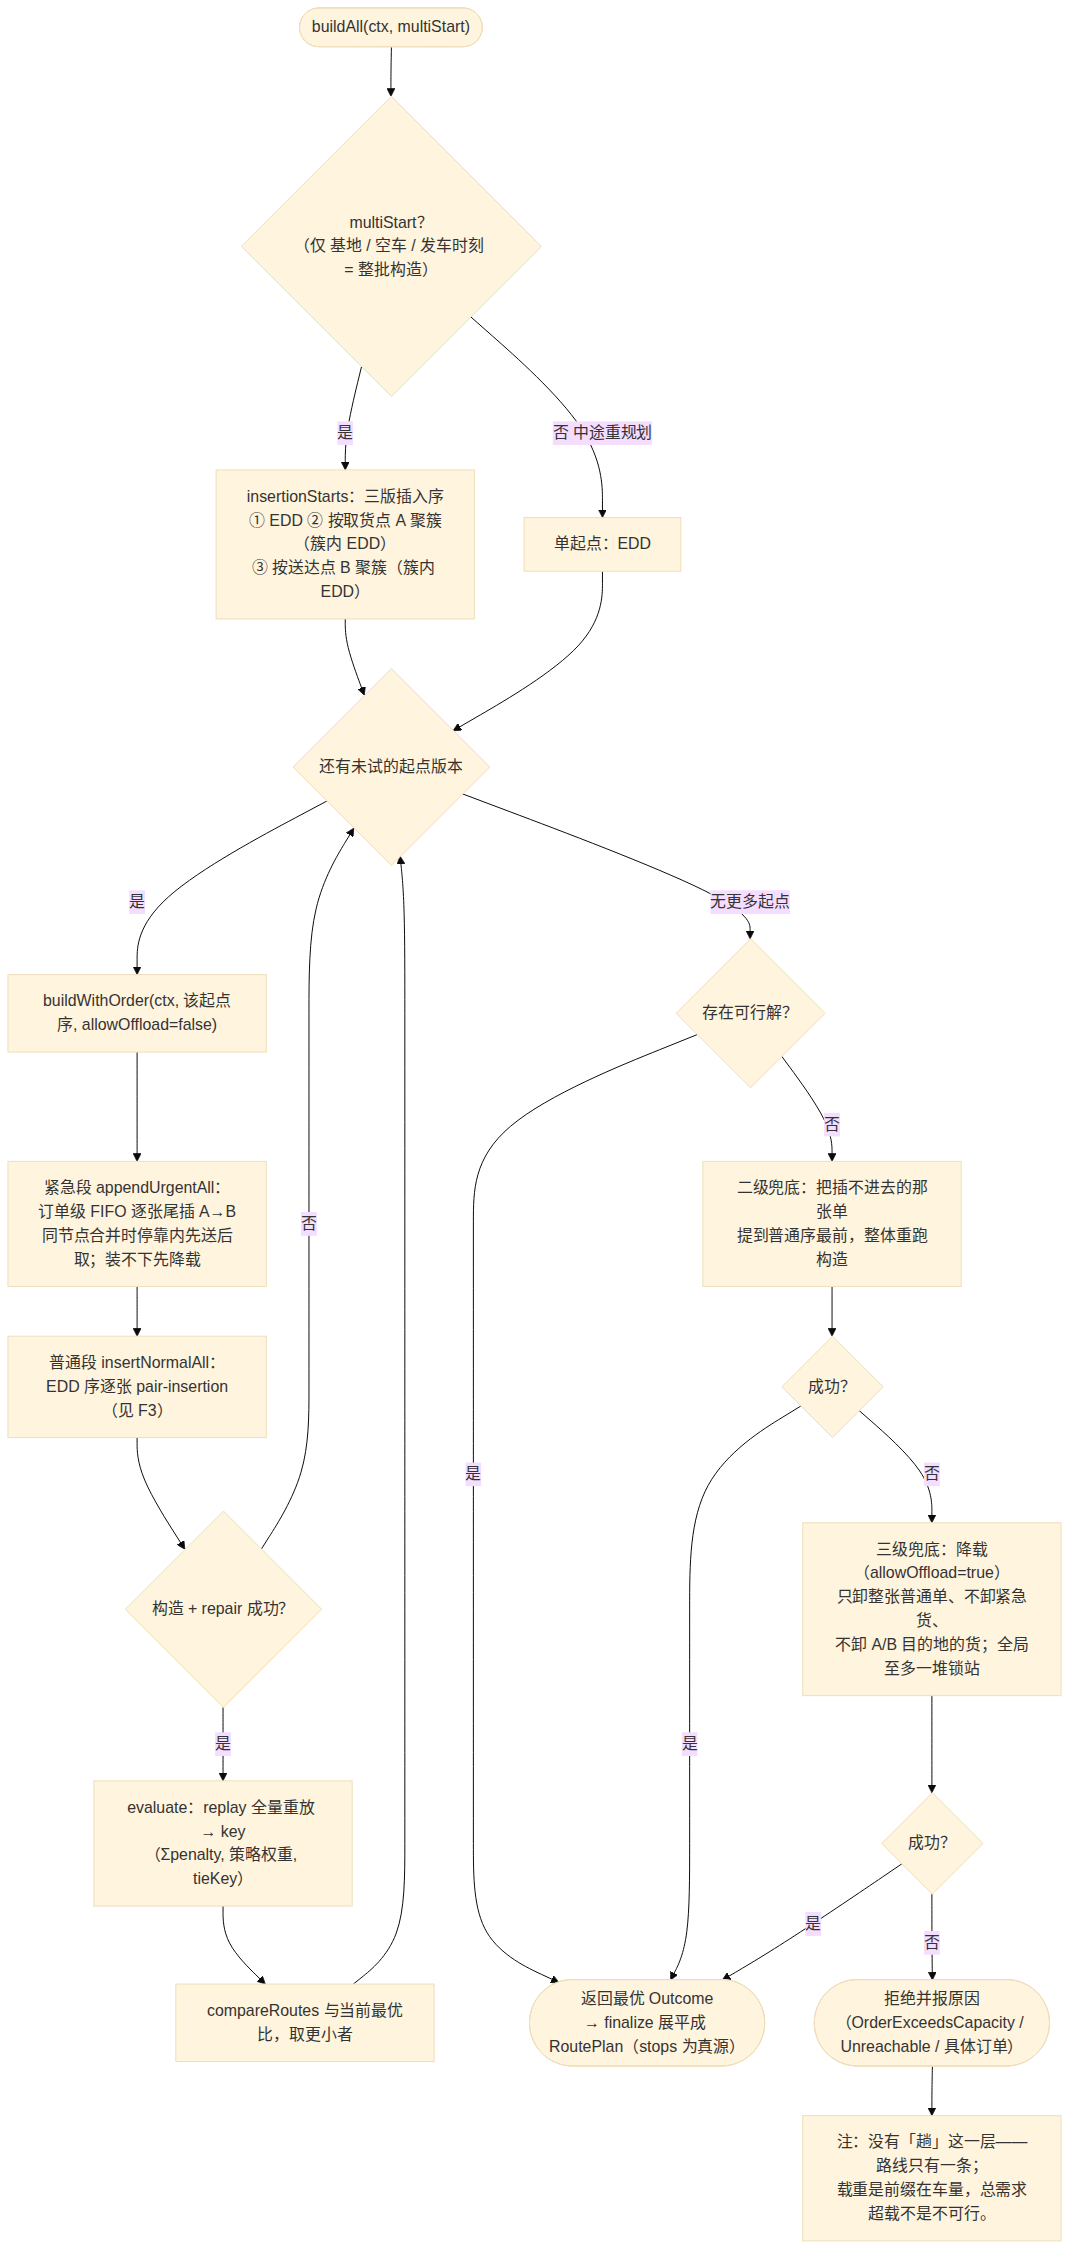 buildAll(ctx, multiStart)
multiStart？
（仅 基地 / 空车 / 发车时刻
= 整批构造）
是
否 中途重规划
insertionStarts：三版插入序
① EDD ② 按取货点 A 聚簇
（簇内 EDD）
③ 按送达点 B 聚簇（簇内
EDD）
单起点：EDD
还有未试的起点版本
是
无更多起点
buildWithOrder(ctx, 该起点
序, allowOffload=false)
存在可行解？
否
紧急段 appendUrgentAll：
订单级 FIFO 逐张尾插 A→B
同节点合并时停靠内先送后
取；装不下先降载
否
二级兜底：把插不进去的那
张单
提到普通序最前，整体重跑
构造
普通段 insertNormalAll：
EDD 序逐张 pair-insertion
（见 F3）
成功？
是
否
构造 + repair 成功？
三级兜底：降载
（allowOffload=true）
只卸整张普通单、不卸紧急
货、
不卸 A/B 目的地的货；全局
至多一堆锁站
是
是
evaluate：replay 全量重放
→ key
（Σpenalty, 策略权重,
tieKey）
成功？
是
否
compareRoutes 与当前最优
比，取更小者
返回最优 Outcome
→ finalize 展平成
RoutePlan（stops 为真源）
拒绝并报原因
（OrderExceedsCapacity /
Unreachable / 具体订单）
注：没有「趟」这一层——
路线只有一条；
载重是前缀在车量，总需求
超载不是不可行。